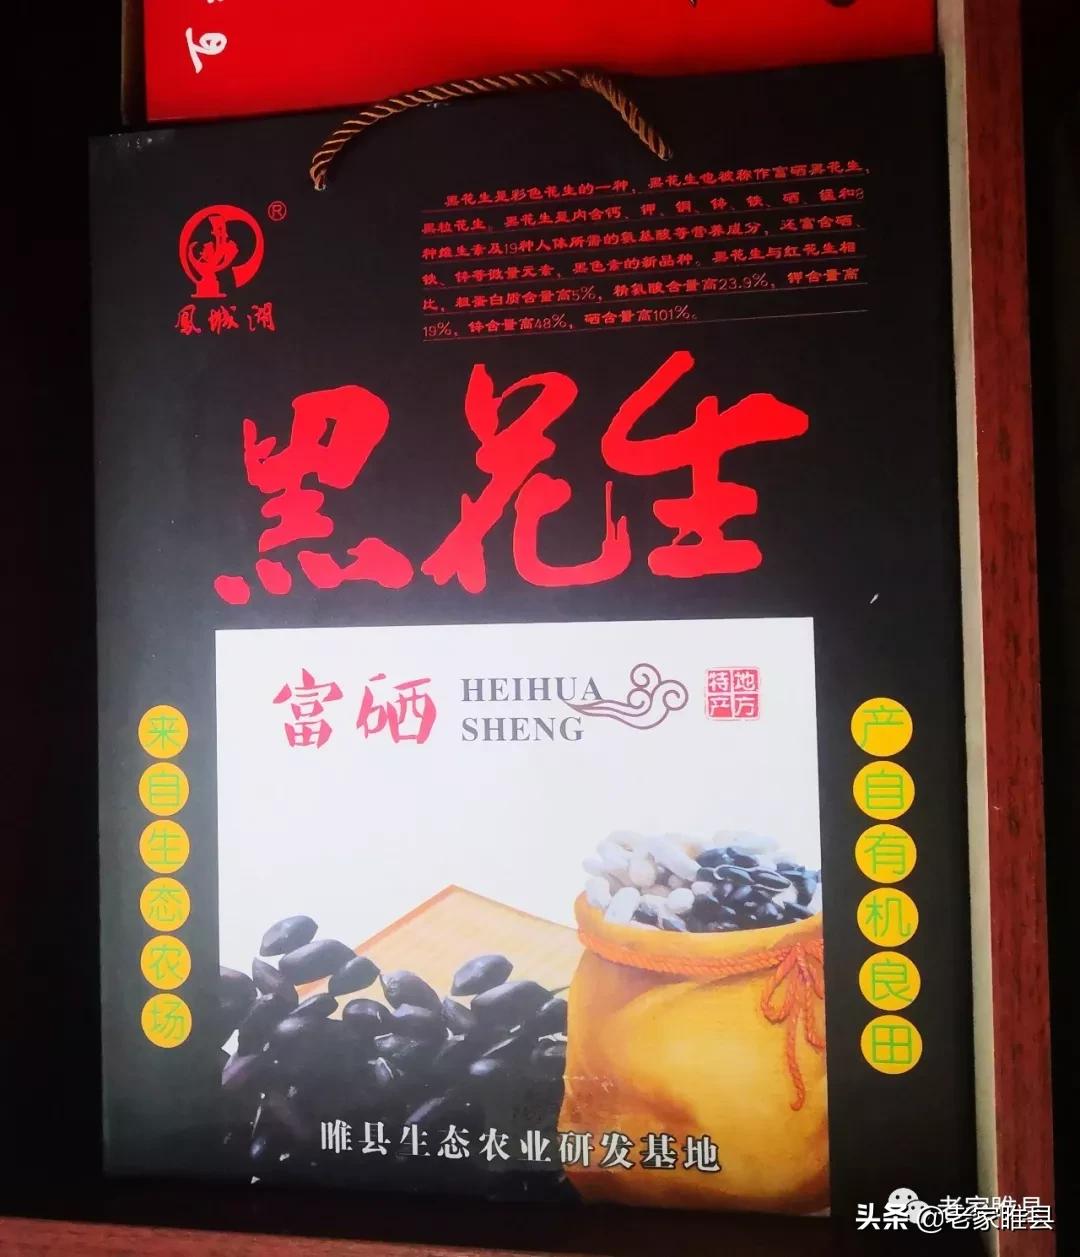 百
®
鳳城湖
黑花生是彩色花生的一种，黑花生也被称作富硒黑花生，
黑粒花生。黑花生是内含钙、钾、铜、锌、铁、硒、锰和8
种维生素及19种人体所需的氨基酸等营养成分，还富含硒、
铁、锌等微量元素，黑色素的新品种。黑花生与红花生相
比，粗蛋白质含量高5%，精氨酸含量高23.9%，钾含量高
19%，锌含量高48%，硒含量高101%。
黑花生
富硒
HEIHUA
SHENG
地方
特产
来自生态农场
产自有机良田
睢县生态农业研发基地
老家睢县
头条 @老家睢县